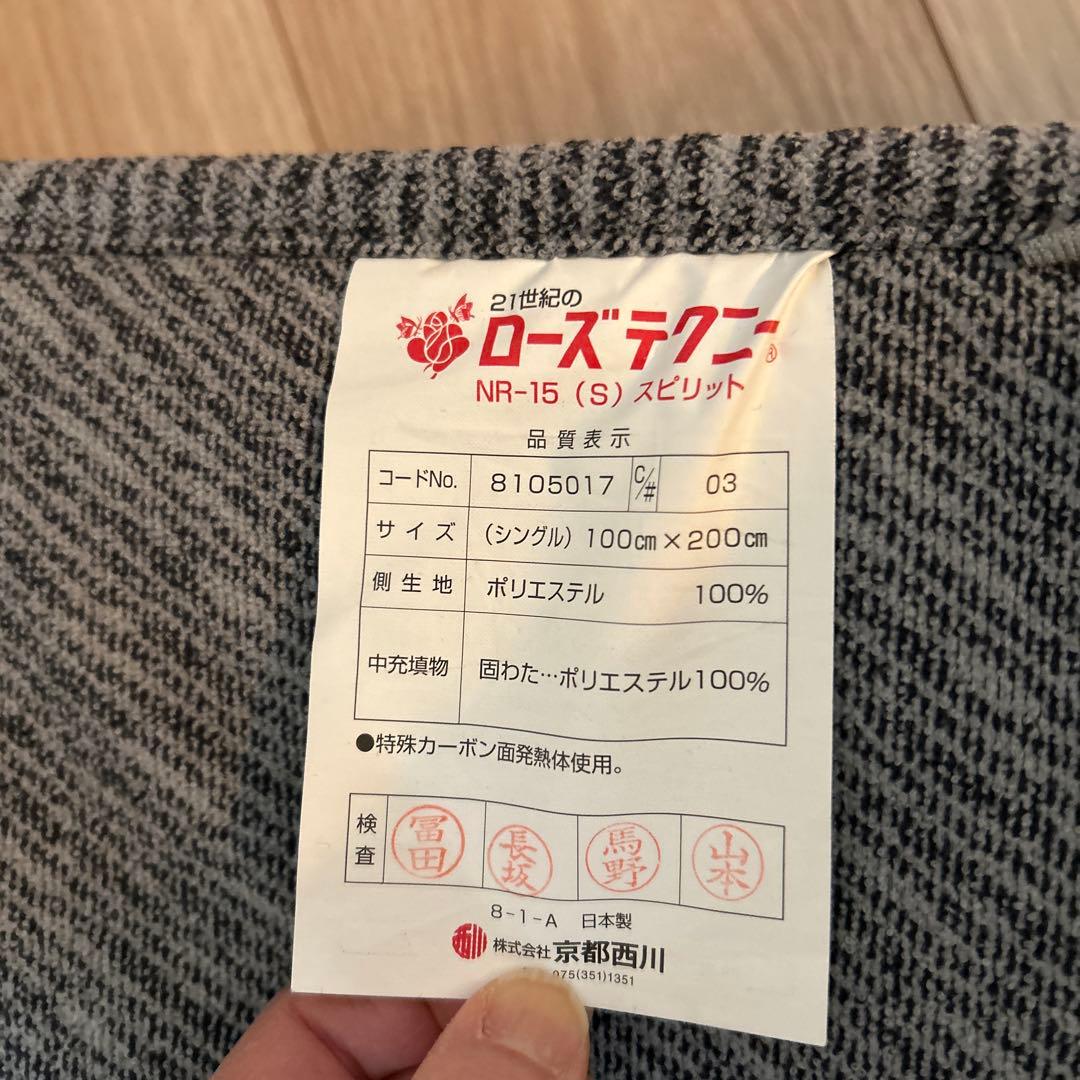 21世紀の
ローズテクニー®
NR-15（S）スピリット
品質表示
コードNo. 8105017 C/# 03
サイズ （シングル）100cm×200cm
側生地 ポリエステル 100%
中充填物 固わた…ポリエステル100%
●特殊カーボン面発熱体使用。
検査 冨田 長坂 馬野 山本
8-1-A 日本製
西川 株式会社 京都西川
075(351)1351